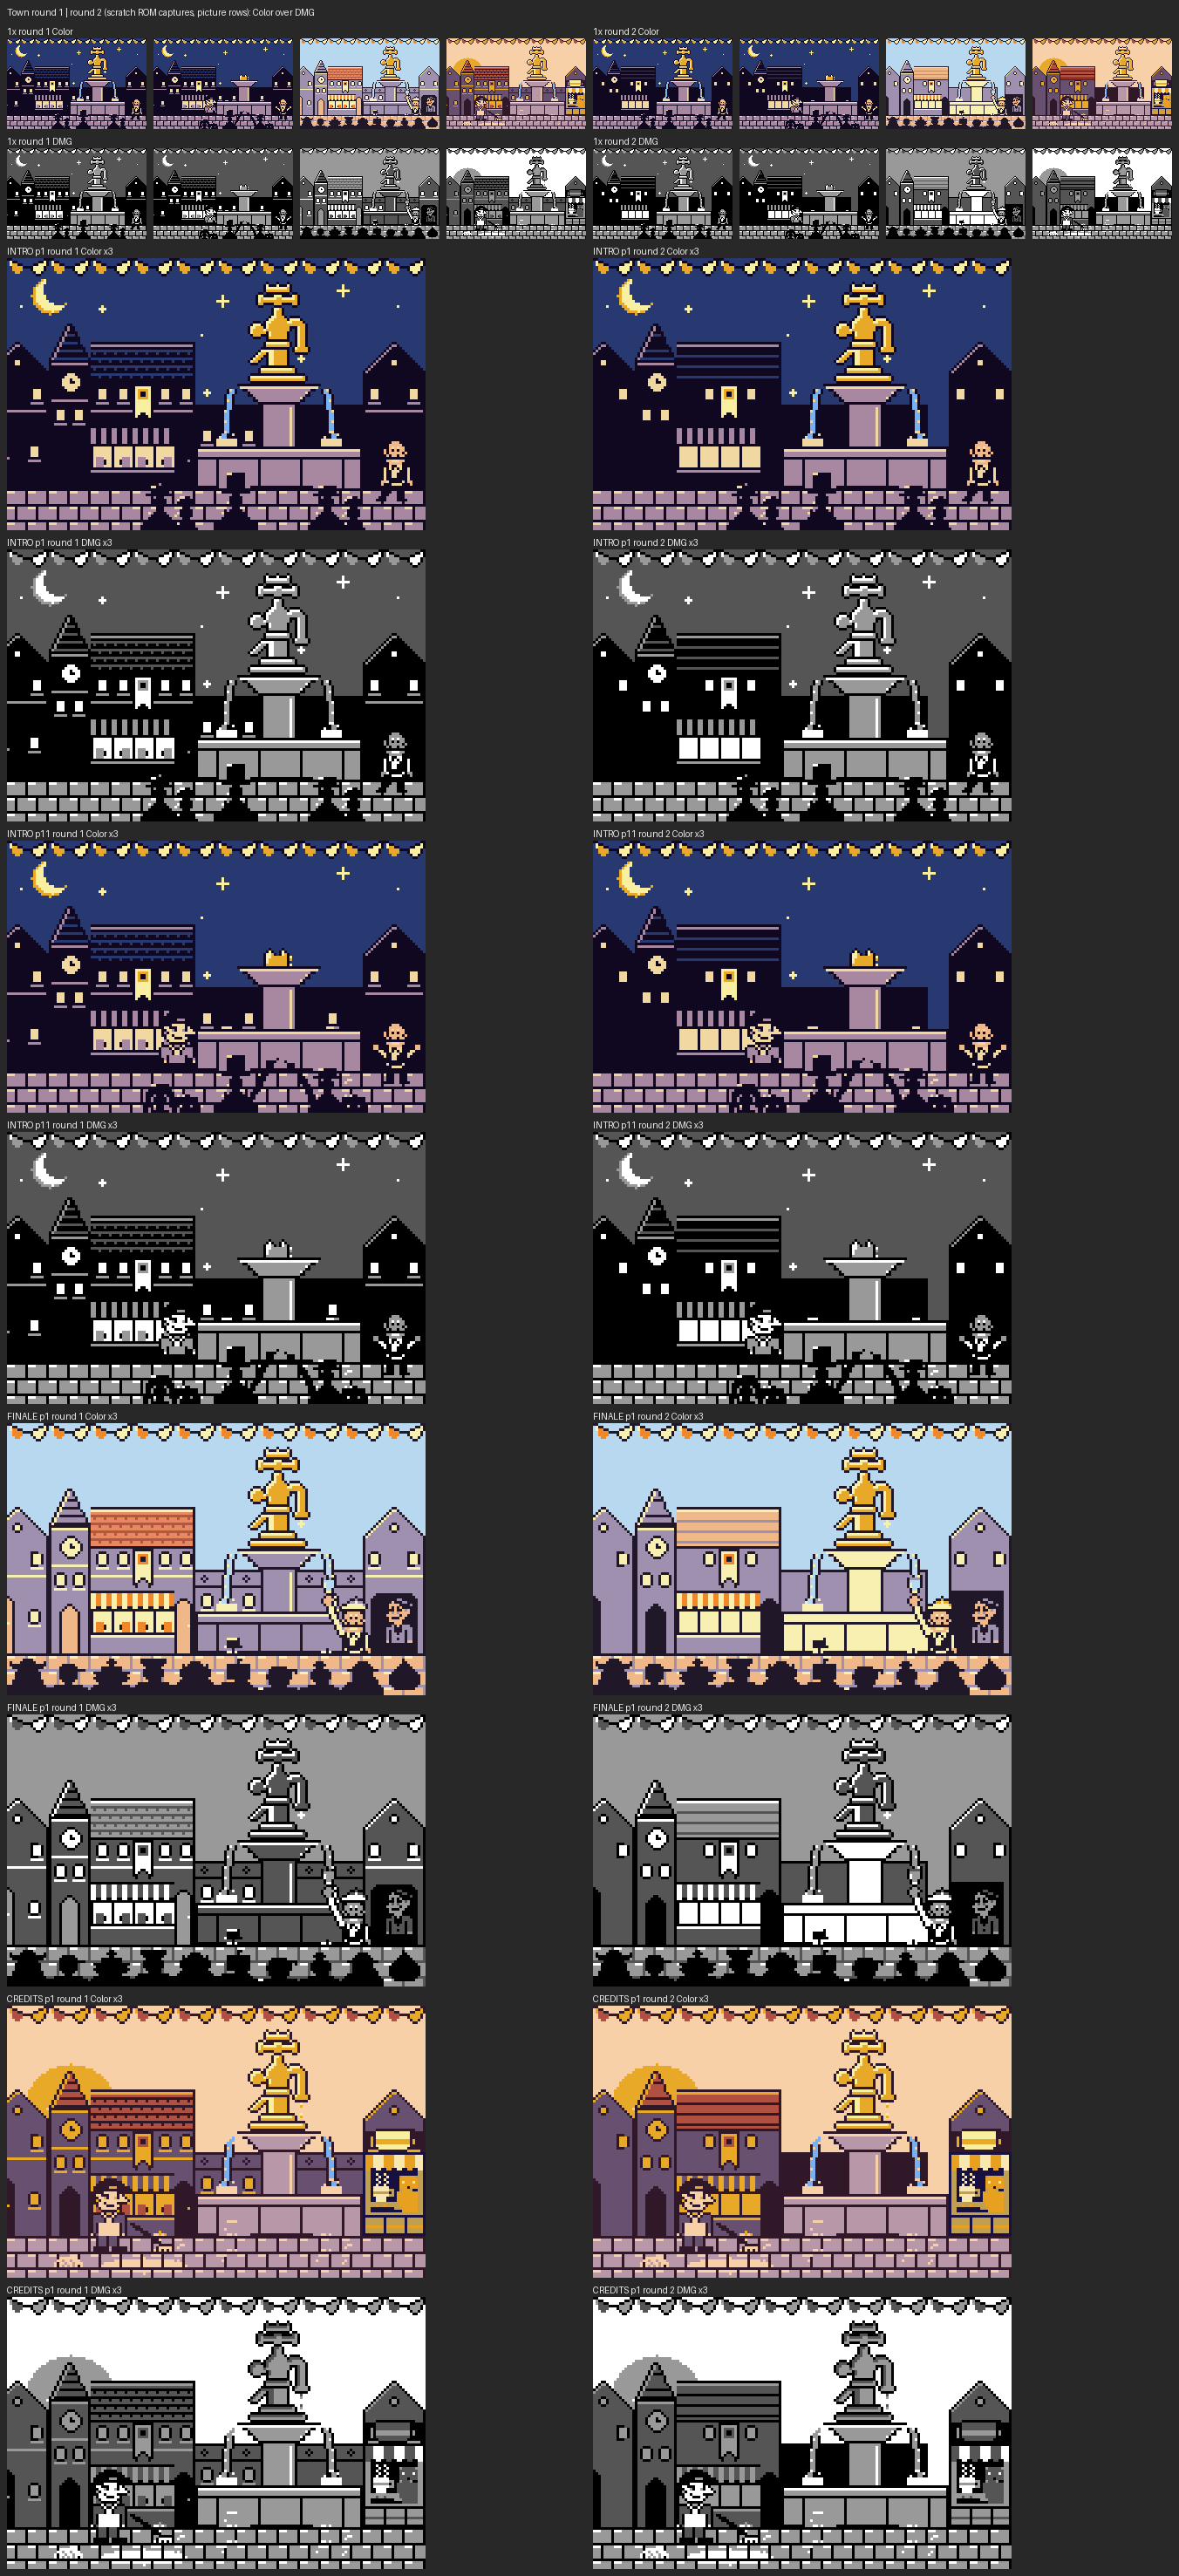 Town round 1 | round 2 (scratch ROM captures, picture rows): Color over DMG
1x round 1 Color
1x round 2 Color
1x round 1 DMG
1x round 2 DMG
INTRO p1 round 1 Color x3
INTRO p1 round 2 Color x3
INTRO p1 round 1 DMG x3
INTRO p1 round 2 DMG x3
INTRO p11 round 1 Color x3
INTRO p11 round 2 Color x3
INTRO p11 round 1 DMG x3
INTRO p11 round 2 DMG x3
FINALE p1 round 1 Color x3
FINALE p1 round 2 Color x3
FINALE p1 round 1 DMG x3
FINALE p1 round 2 DMG x3
CREDITS p1 round 1 Color x3
CREDITS p1 round 2 Color x3
CREDITS p1 round 1 DMG x3
CREDITS p1 round 2 DMG x3